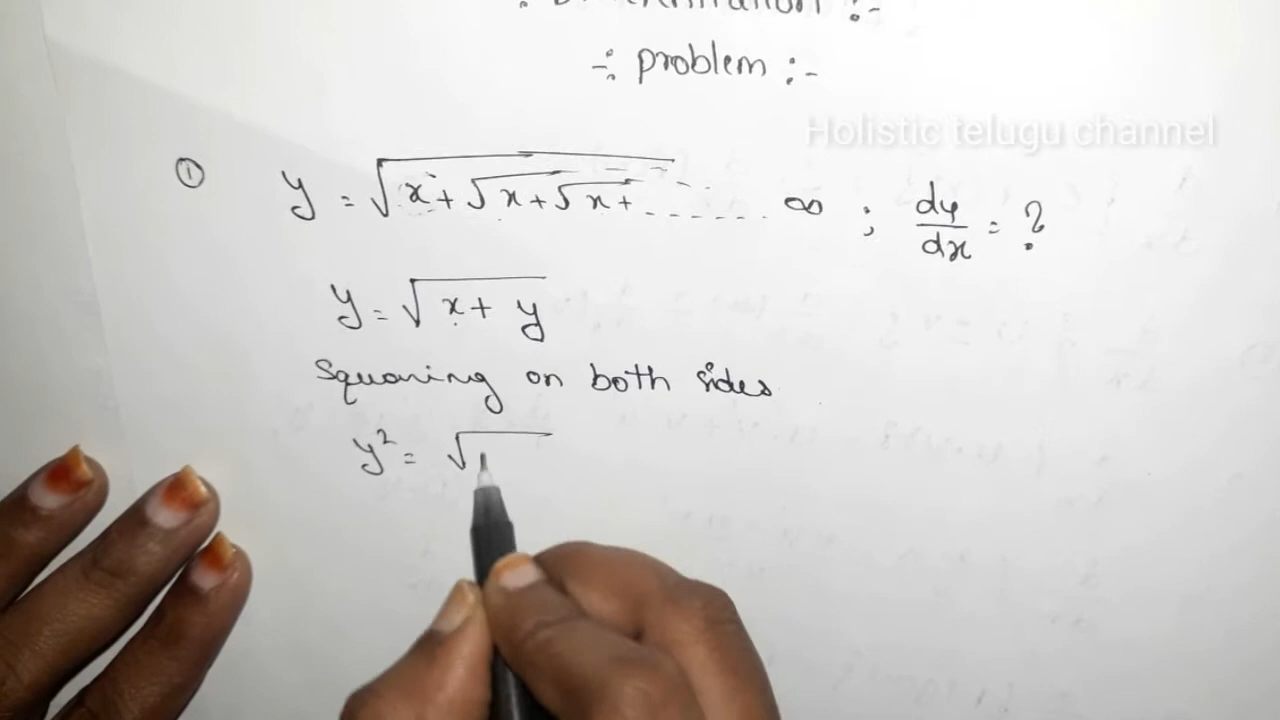 -: problem :-
Holistic telugu channel
① y = √x + √x + √x + ....... ∞ ; dy/dx = ?
y = √x + y
Squaring on both sides
y² = √